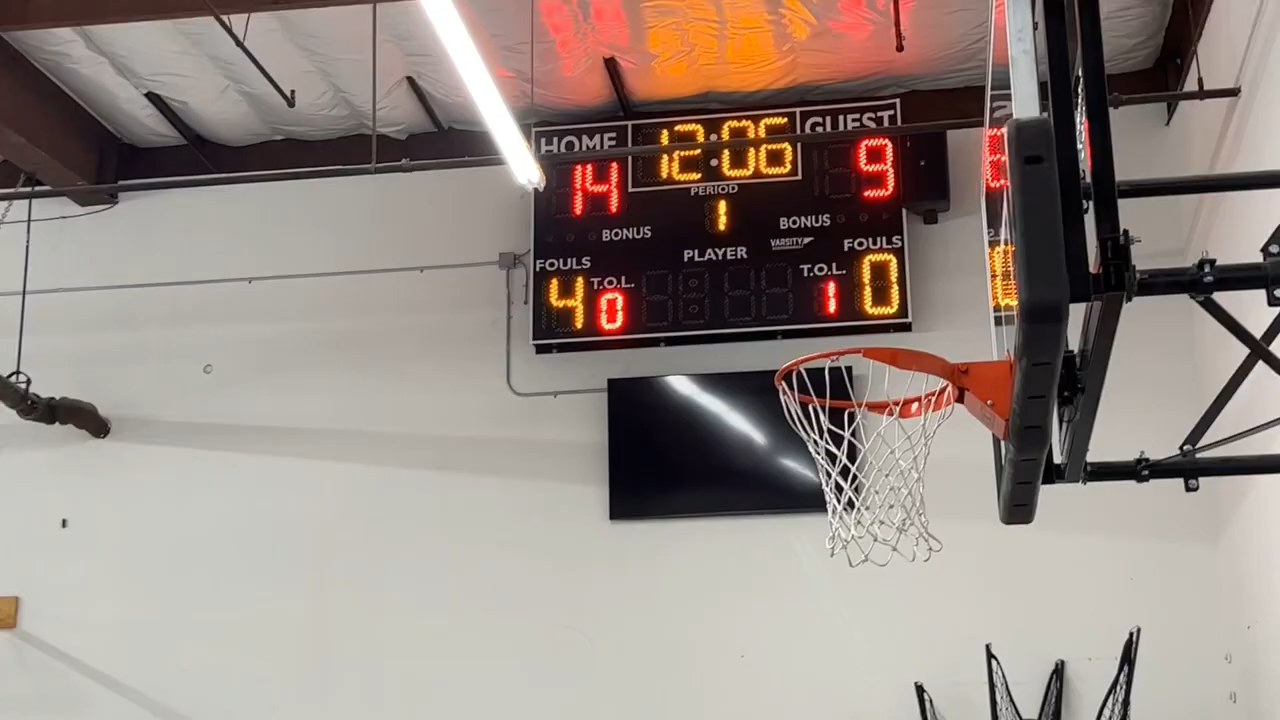 HOME 12:06 GUEST
14 PERIOD 9
1
BONUS BONUS
VARSITY
FOULS PLAYER FOULS
T.O.L. T.O.L.
4 0 1 0